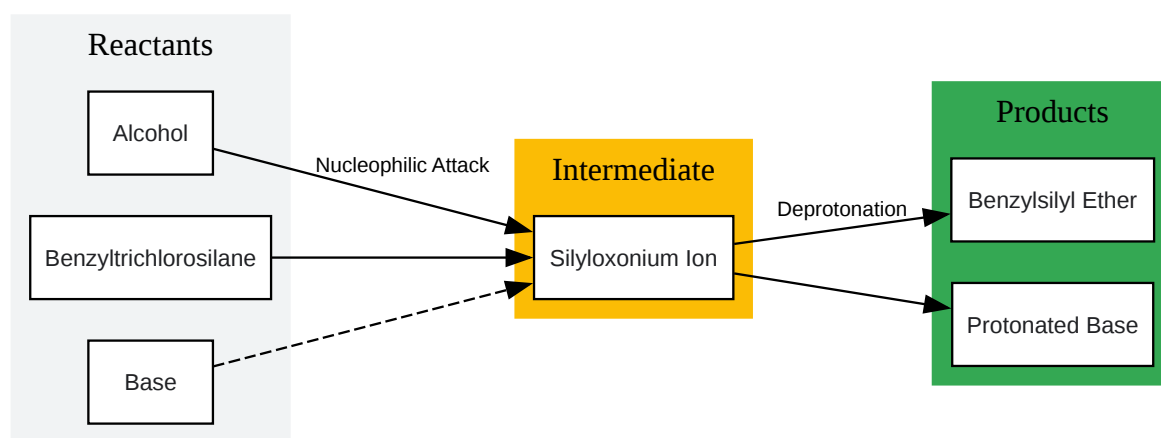 Reactants
Alcohol
Benzyltrichlorosilane
Base
Nucleophilic Attack
Intermediate
Silyloxonium Ion
Deprotonation
Products
Benzylsilyl Ether
Protonated Base